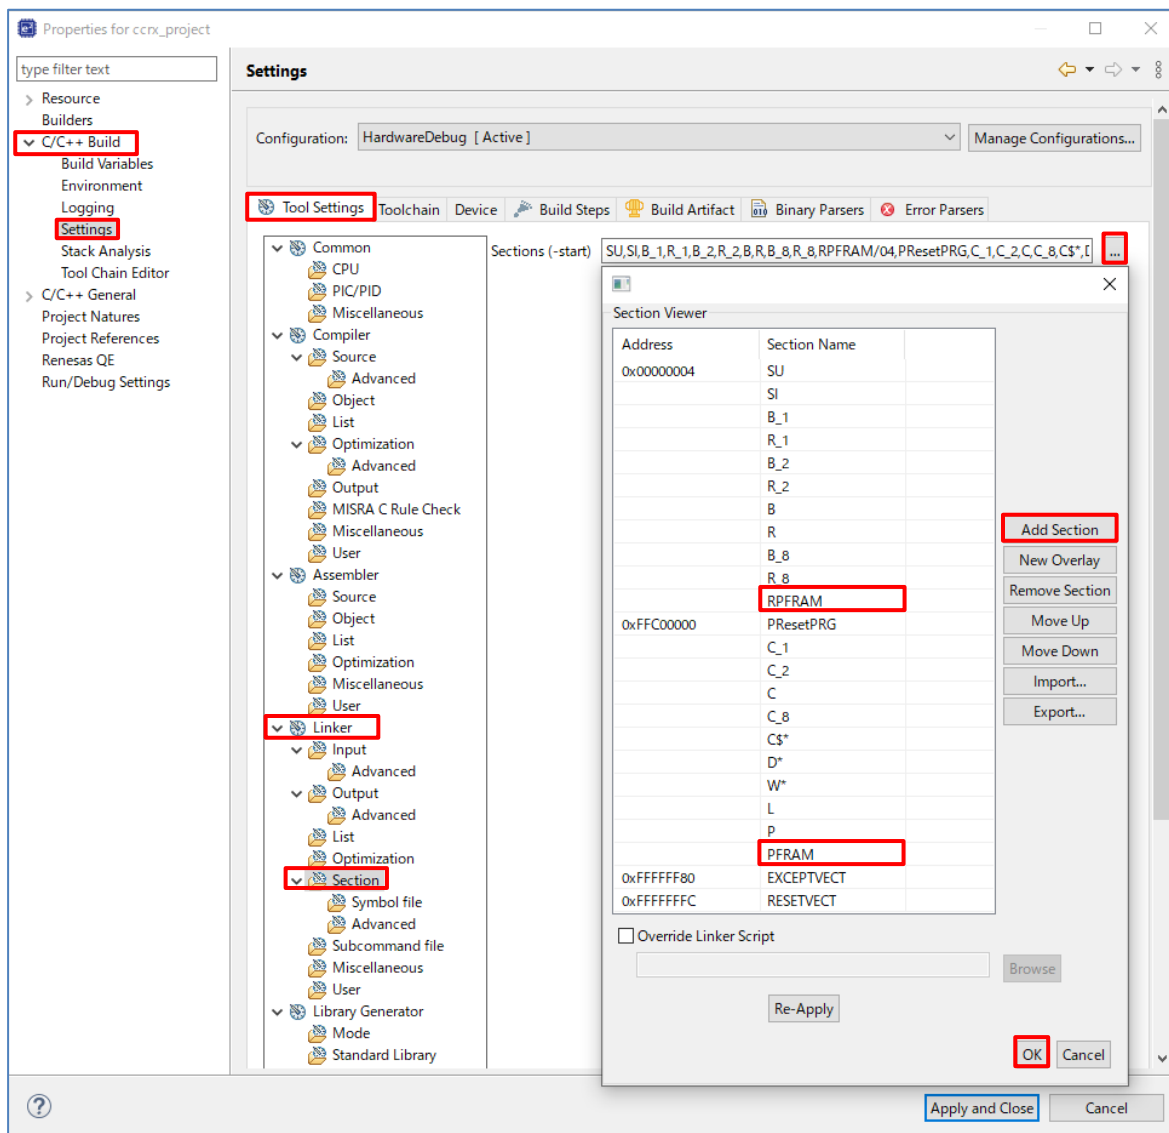 Properties for ccrx_project
type filter text
Resource
Builders
C/C++ Build
Build Variables
Environment
Logging
Settings
Stack Analysis
Tool Chain Editor
C/C++ General
Project Natures
Project References
Renesas QE
Run/Debug Settings
Settings
Configuration: HardwareDebug [ Active ] Manage Configurations...
Tool Settings Toolchain Device Build Steps Build Artifact Binary Parsers Error Parsers
Common
CPU
PIC/PID
Miscellaneous
Compiler
Source
Advanced
Object
List
Optimization
Advanced
Output
MISRA C Rule Check
Miscellaneous
User
Assembler
Source
Object
List
Optimization
Miscellaneous
User
Linker
Input
Advanced
Output
Advanced
List
Optimization
Section
Symbol file
Advanced
Subcommand file
Miscellaneous
User
Library Generator
Mode
Standard Library
Sections (-start) SU,SI,B_1,R_1,B_2,R_2,B,R,B_8,R_8,RPFRAM/04,PResetPRG,C_1,C_2,C,C_8,C$*,[ ...
Section Viewer
Address Section Name
0x00000004 SU
SI
B_1
R_1
B_2
R_2
B
R
B_8
R_8
RPFRAM
0xFFC00000 PResetPRG
C_1
C_2
C
C_8
C$*
D*
W*
L
P
PFRAM
0xFFFFFF80 EXCEPTVECT
0xFFFFFFFC RESETVECT
Add Section
New Overlay
Remove Section
Move Up
Move Down
Import...
Export...
Override Linker Script
Browse
Re-Apply
OK Cancel
Apply and Close Cancel